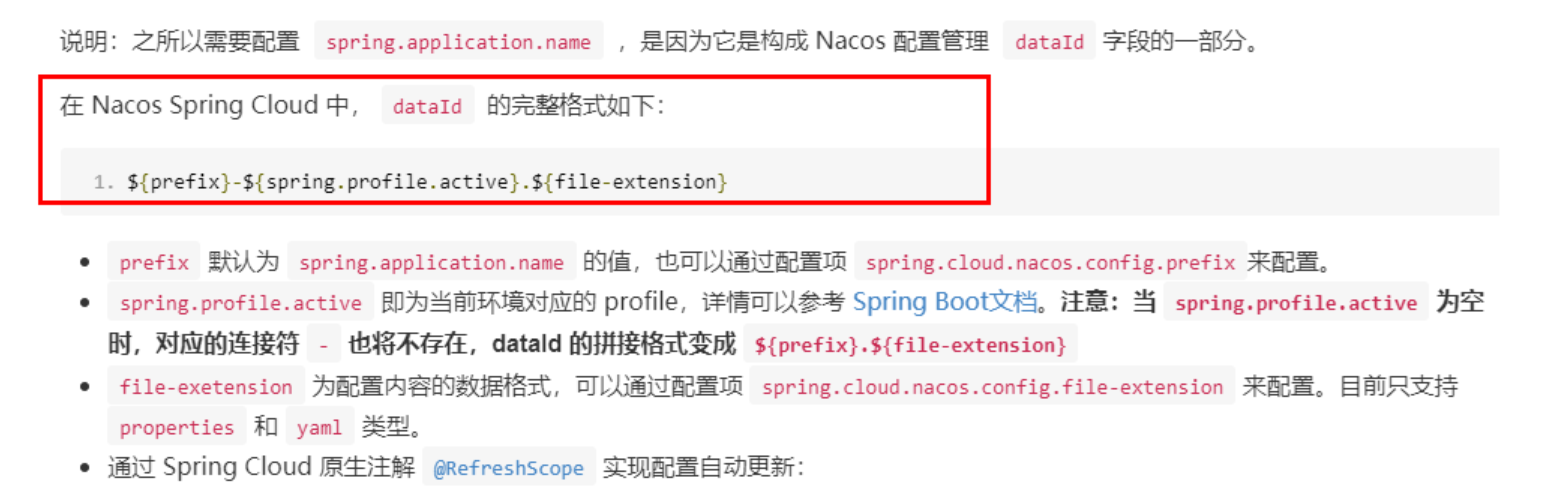 说明：之所以需要配置 spring.application.name ，是因为它是构成 Nacos 配置管理 dataId 字段的一部分。
在 Nacos Spring Cloud 中， dataId 的完整格式如下：
1. ${prefix}-${spring.profile.active}.${file-extension}
• prefix 默认为 spring.application.name 的值，也可以通过配置项 spring.cloud.nacos.config.prefix 来配置。
• spring.profile.active 即为当前环境对应的 profile，详情可以参考 Spring Boot文档。注意：当 spring.profile.active 为空
时，对应的连接符 - 也将不存在，dataId 的拼接格式变成 ${prefix}.${file-extension}
• file-exetension 为配置内容的数据格式，可以通过配置项 spring.cloud.nacos.config.file-extension 来配置。目前只支持
properties 和 yaml 类型。
• 通过 Spring Cloud 原生注解 @RefreshScope 实现配置自动更新：